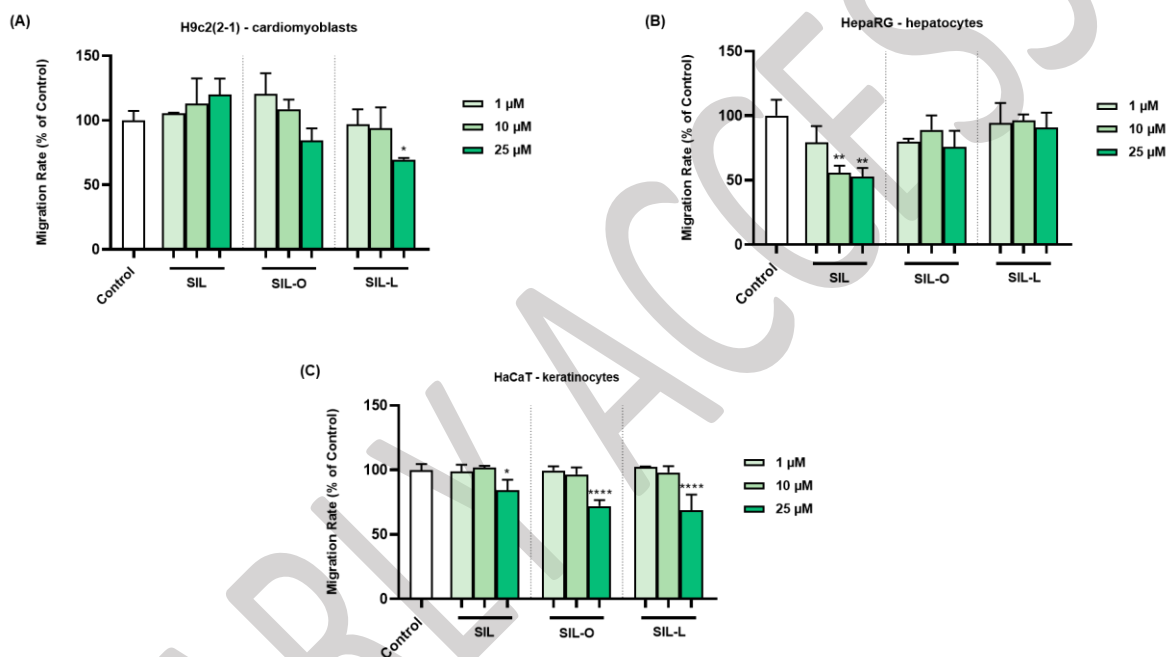 (A)
H9c2(2-1) - cardiomyoblasts
Migration Rate (% of Control)
150
100
50
0
*
Control
SIL
SIL-O
SIL-L
1 µM
10 µM
25 µM
(B)
HepaRG - hepatocytes
Migration Rate (% of Control)
150
100
50
0
** **
Control
SIL
SIL-O
SIL-L
1 µM
10 µM
25 µM
(C)
HaCaT - keratinocytes
Migration Rate (% of Control)
150
100
50
0
* **** ****
Control
SIL
SIL-O
SIL-L
1 µM
10 µM
25 µM
ARLY ACCESS